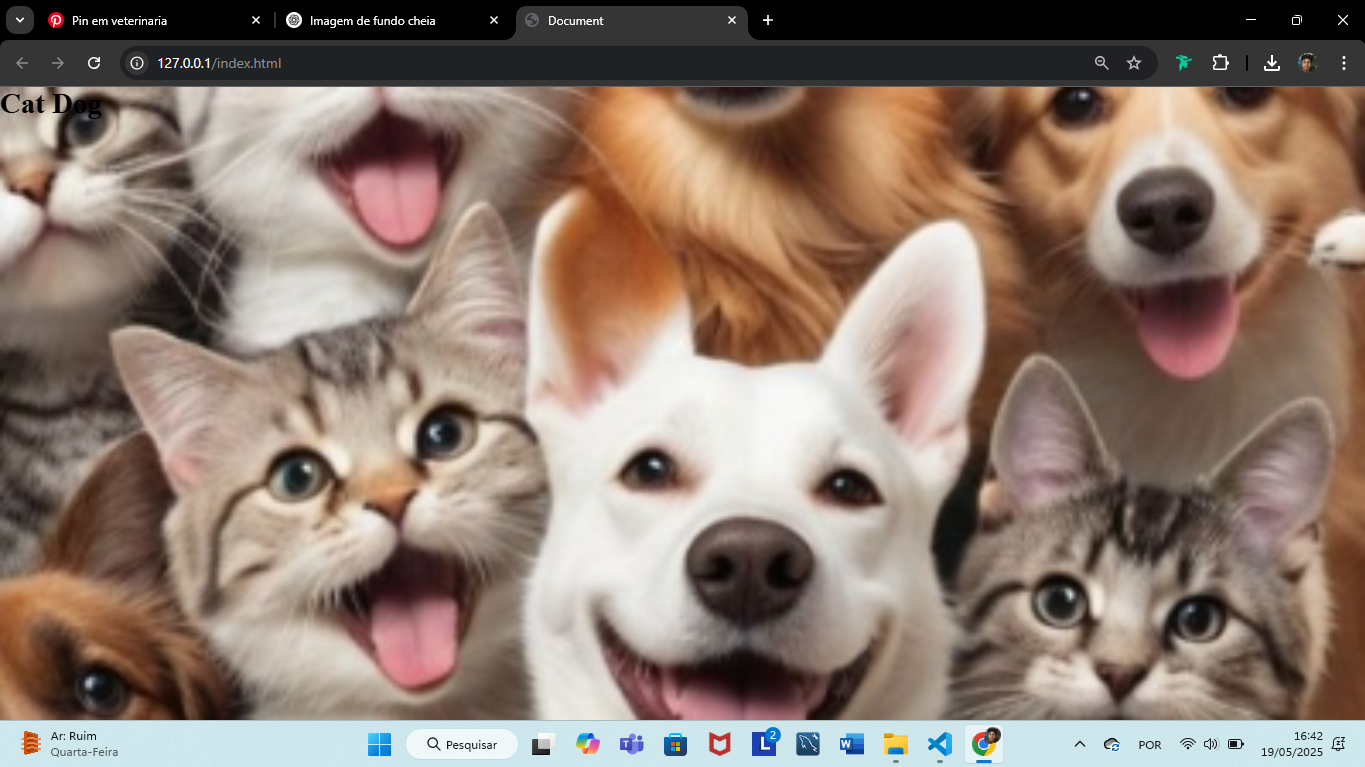 Pin em veterinaria
Imagem de fundo cheia
Document
127.0.0.1/index.html
Cat Dog
Ar: Ruim
Quarta-Feira
Pesquisar
L
2
W
POR
16:42
19/05/2025